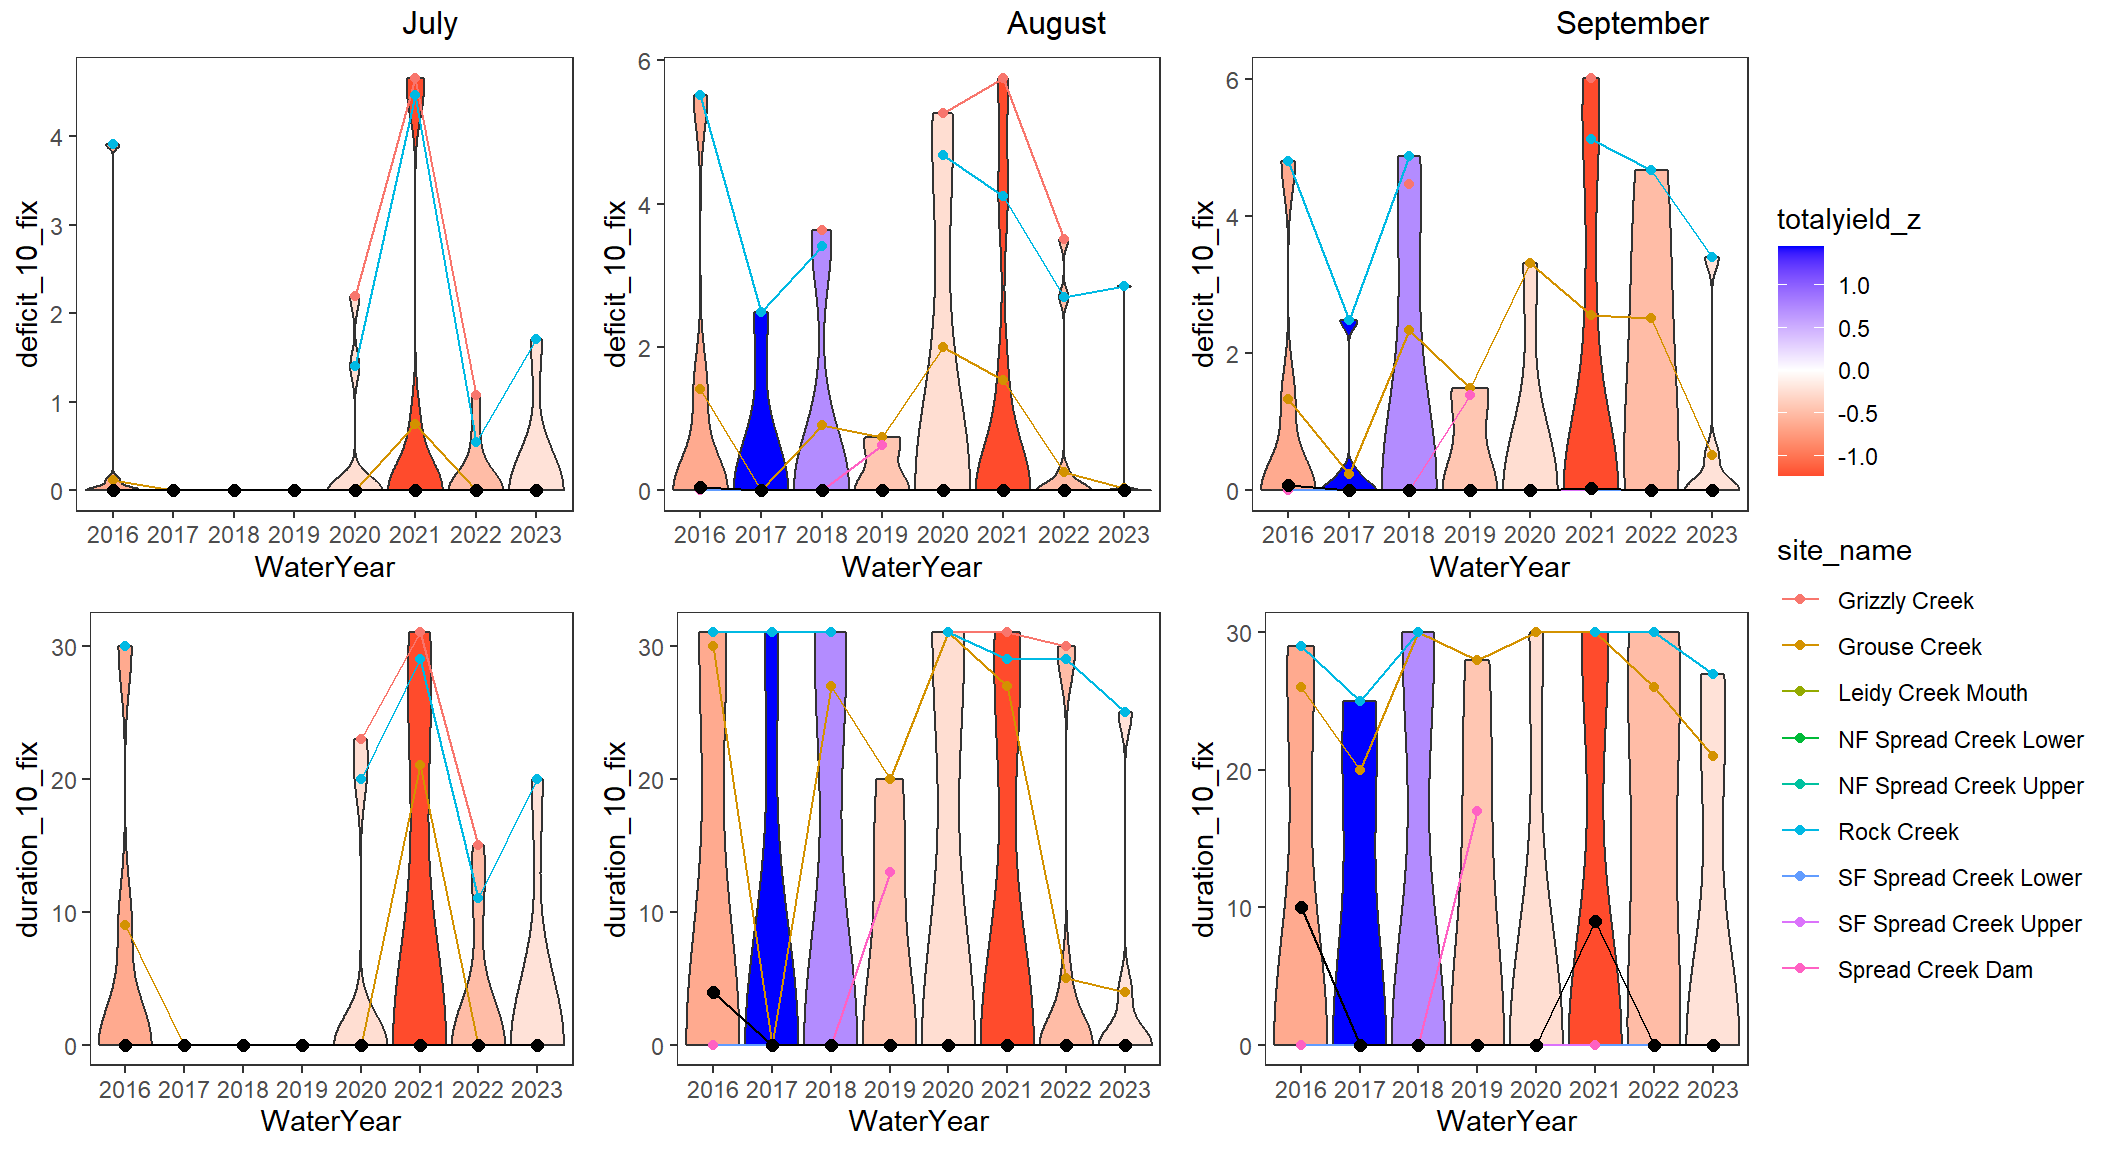 July
August
September
deficit_10_fix
4
3
2
1
0
2016 2017 2018 2019 2020 2021 2022 2023
WaterYear
deficit_10_fix
6
4
2
0
2016 2017 2018 2019 2020 2021 2022 2023
WaterYear
deficit_10_fix
6
4
2
0
2016 2017 2018 2019 2020 2021 2022 2023
WaterYear
duration_10_fix
30
20
10
0
2016 2017 2018 2019 2020 2021 2022 2023
WaterYear
duration_10_fix
30
20
10
0
2016 2017 2018 2019 2020 2021 2022 2023
WaterYear
duration_10_fix
30
20
10
0
2016 2017 2018 2019 2020 2021 2022 2023
WaterYear
totalyield_z
1.0
0.5
0.0
-0.5
-1.0
site_name
Grizzly Creek
Grouse Creek
Leidy Creek Mouth
NF Spread Creek Lower
NF Spread Creek Upper
Rock Creek
SF Spread Creek Lower
SF Spread Creek Upper
Spread Creek Dam